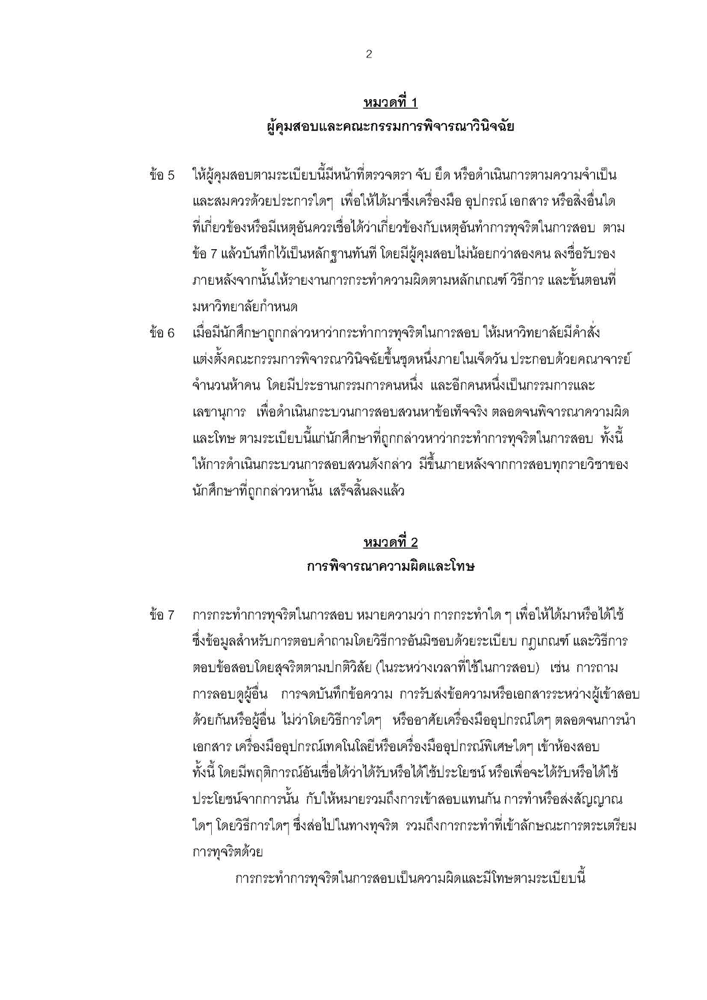 2
หมวดที่ 1
ผู้คุมสอบและคณะกรรมการพิจารณาวินิจฉัย
ข้อ 5 ให้ผู้คุมสอบตามระเบียบนี้มีหน้าที่ตรวจตรา จับ ยึด หรือดำเนินการตามความจำเป็น
และสมควรด้วยประการใดๆ เพื่อให้ได้มาซึ่งเครื่องมือ อุปกรณ์ เอกสาร หรือสิ่งอื่นใด
ที่เกี่ยวข้องหรือมีเหตุอันควรเชื่อได้ว่าเกี่ยวข้องกับเหตุอันทำการทุจริตในการสอบ ตาม
ข้อ 7 แล้วบันทึกไว้เป็นหลักฐานทันที โดยมีผู้คุมสอบไม่น้อยกว่าสองคน ลงชื่อรับรอง
ภายหลังจากนั้นให้รายงานการกระทำความผิดตามหลักเกณฑ์ วิธีการ และขั้นตอนที่
มหาวิทยาลัยกำหนด
ข้อ 6 เมื่อมีนักศึกษาถูกกล่าวหาว่ากระทำการทุจริตในการสอบ ให้มหาวิทยาลัยมีคำสั่ง
แต่งตั้งคณะกรรมการพิจารณาวินิจฉัยขึ้นชุดหนึ่งภายในเจ็ดวัน ประกอบด้วยคณาจารย์
จำนวนห้าคน โดยมีประธานกรรมการคนหนึ่ง และอีกคนหนึ่งเป็นกรรมการและ
เลขานุการ เพื่อดำเนินกระบวนการสอบสวนหาข้อเท็จจริง ตลอดจนพิจารณาความผิด
และโทษ ตามระเบียบนี้แก่นักศึกษาที่ถูกกล่าวหาว่ากระทำการทุจริตในการสอบ ทั้งนี้
ให้การดำเนินกระบวนการสอบสวนดังกล่าว มีขึ้นภายหลังจากการสอบทุกรายวิชาของ
นักศึกษาที่ถูกกล่าวหานั้น เสร็จสิ้นลงแล้ว
หมวดที่ 2
การพิจารณาความผิดและโทษ
ข้อ 7 การกระทำการทุจริตในการสอบ หมายความว่า การกระทำใด ๆ เพื่อให้ได้มาหรือได้ใช้
ซึ่งข้อมูลสำหรับการตอบคำถามโดยวิธีการอันมิชอบด้วยระเบียบ กฎเกณฑ์ และวิธีการ
ตอบข้อสอบโดยสุจริตตามปกติวิสัย (ในระหว่างเวลาที่ใช้ในการสอบ) เช่น การถาม
การลอบดูผู้อื่น การจดบันทึกข้อความ การรับส่งข้อความหรือเอกสารระหว่างผู้เข้าสอบ
ด้วยกันหรือผู้อื่น ไม่ว่าโดยวิธีการใดๆ หรืออาศัยเครื่องมืออุปกรณ์ใดๆ ตลอดจนการนำ
เอกสาร เครื่องมืออุปกรณ์เทคโนโลยีหรือเครื่องมืออุปกรณ์พิเศษใดๆ เข้าห้องสอบ
ทั้งนี้ โดยมีพฤติการณ์อันเชื่อได้ว่าได้รับหรือได้ใช้ประโยชน์ หรือเพื่อจะได้รับหรือได้ใช้
ประโยชน์จากการนั้น กับให้หมายรวมถึงการเข้าสอบแทนกัน การทำหรือส่งสัญญาณ
ใดๆ โดยวิธีการใดๆ ซึ่งส่อไปในทางทุจริต รวมถึงการกระทำที่เข้าลักษณะการตระเตรียม
การทุจริตด้วย
การกระทำการทุจริตในการสอบเป็นความผิดและมีโทษตามระเบียบนี้